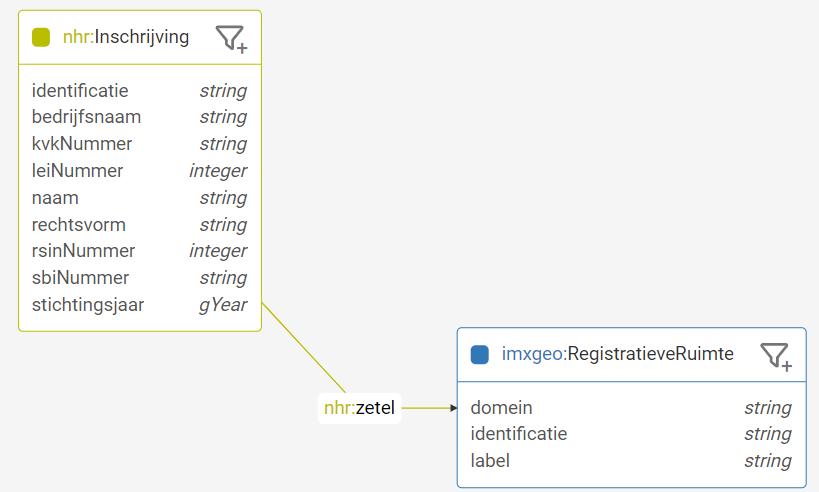 nhr:Inschrijving
identificatie string
bedrijfsnaam string
kvkNummer string
leiNummer integer
naam string
rechtsvorm string
rsinNummer integer
sbiNummer string
stichtingsjaar gYear
nhr:zetel
imxgeo:RegistratieveRuimte
domein string
identificatie string
label string